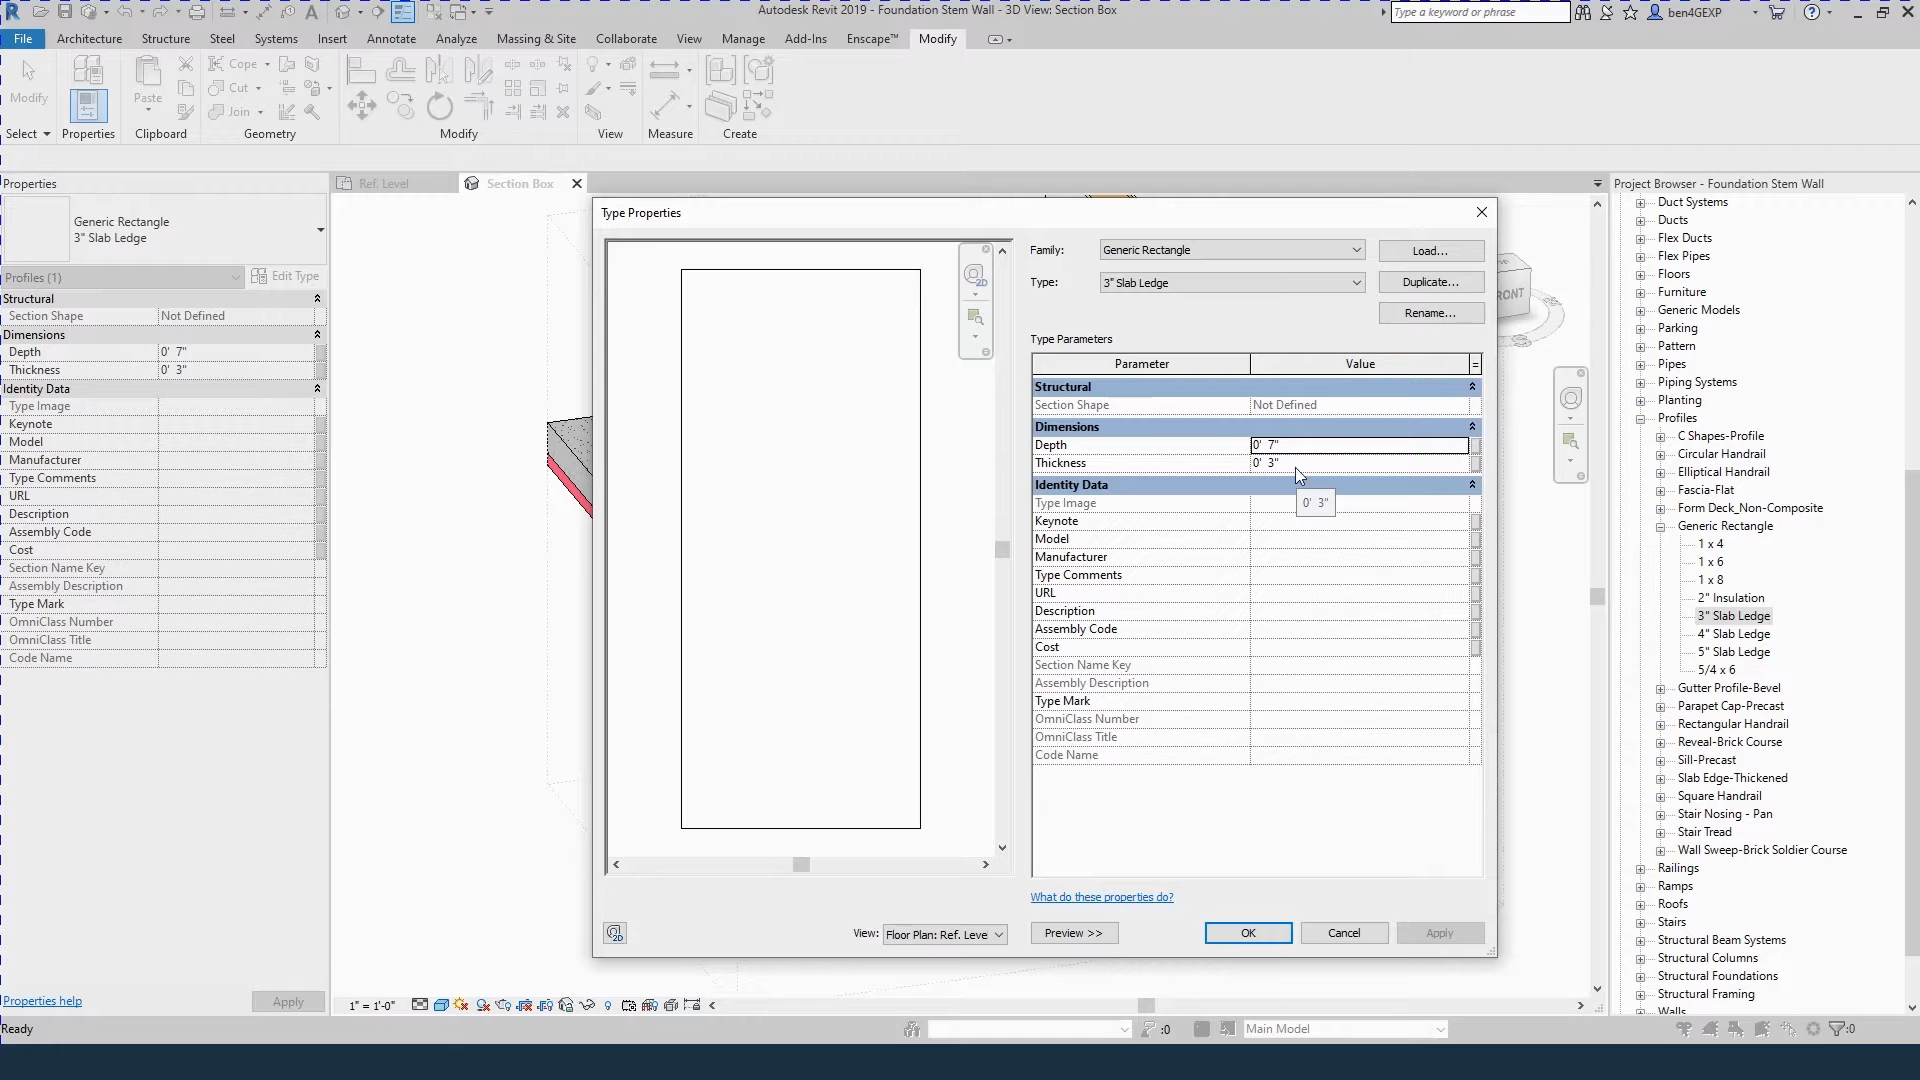 Autodesk Revit 2019 - Foundation Stem Wall - 3D View: Section Box
Type a keyword or phrase
ben4GEXP
File Architecture Structure Steel Systems Insert Annotate Analyze Massing & Site Collaborate View Manage Add-Ins Enscape™ Modify
Modify
Paste
Cope
Cut
Join
Select Properties Clipboard Geometry Modify View Measure Create
Properties
Generic Rectangle
3" Slab Ledge
Profiles (1)
Edit Type
Structural
Section Shape Not Defined
Dimensions
Depth 0' 7"
Thickness 0' 3"
Identity Data
Type Image
Keynote
Model
Manufacturer
Type Comments
URL
Description
Assembly Code
Cost
Section Name Key
Assembly Description
Type Mark
OmniClass Number
OmniClass Title
Code Name
Properties help
Apply
Ref. Level
Section Box
FRONT
Type Properties
2D
Family: Generic Rectangle Load...
Type: 3" Slab Ledge Duplicate...
Rename...
Type Parameters
Parameter Value =
Structural
Section Shape Not Defined
Dimensions
Depth 0' 7"
Thickness 0' 3"
Identity Data
0' 3"
Type Image
Keynote
Model
Manufacturer
Type Comments
URL
Description
Assembly Code
Cost
Section Name Key
Assembly Description
Type Mark
OmniClass Number
OmniClass Title
Code Name
What do these properties do?
2D
View: Floor Plan: Ref. Leve
Preview >> OK Cancel Apply
1" = 1'-0"
Project Browser - Foundation Stem Wall
Duct Systems
Ducts
Flex Ducts
Flex Pipes
Floors
Furniture
Generic Models
Parking
Pattern
Pipes
Piping Systems
Planting
Profiles
C Shapes-Profile
Circular Handrail
Elliptical Handrail
Fascia-Flat
Form Deck_Non-Composite
Generic Rectangle
1 x 4
1 x 6
1 x 8
2" Insulation
3" Slab Ledge
4" Slab Ledge
5" Slab Ledge
5/4 x 6
Gutter Profile-Bevel
Parapet Cap-Precast
Rectangular Handrail
Reveal-Brick Course
Sill-Precast
Slab Edge-Thickened
Square Handrail
Stair Nosing - Pan
Stair Tread
Wall Sweep-Brick Soldier Course
Railings
Ramps
Roofs
Stairs
Structural Beam Systems
Structural Columns
Structural Foundations
Structural Framing
Walls
Ready
:0
Main Model
:0